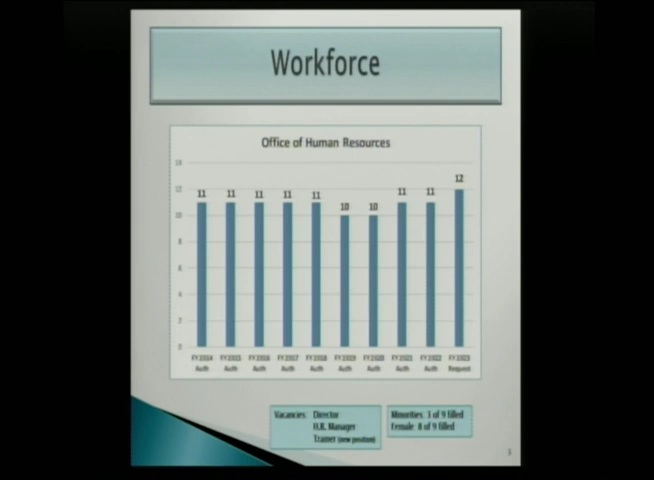 Workforce
Office of Human Resources
14
12
10
8
6
4
2
0
11
11
11
11
11
10
10
11
11
12
FY2014 Auth
FY2015 Auth
FY2016 Auth
FY2017 Auth
FY2018 Auth
FY2019 Auth
FY2020 Auth
FY2021 Auth
FY2022 Auth
FY2023 Request
Vacancies: Director
H.R. Manager
Trainer (new position)
Minorities: 3 of 9 filled
Female: 8 of 9 filled
3